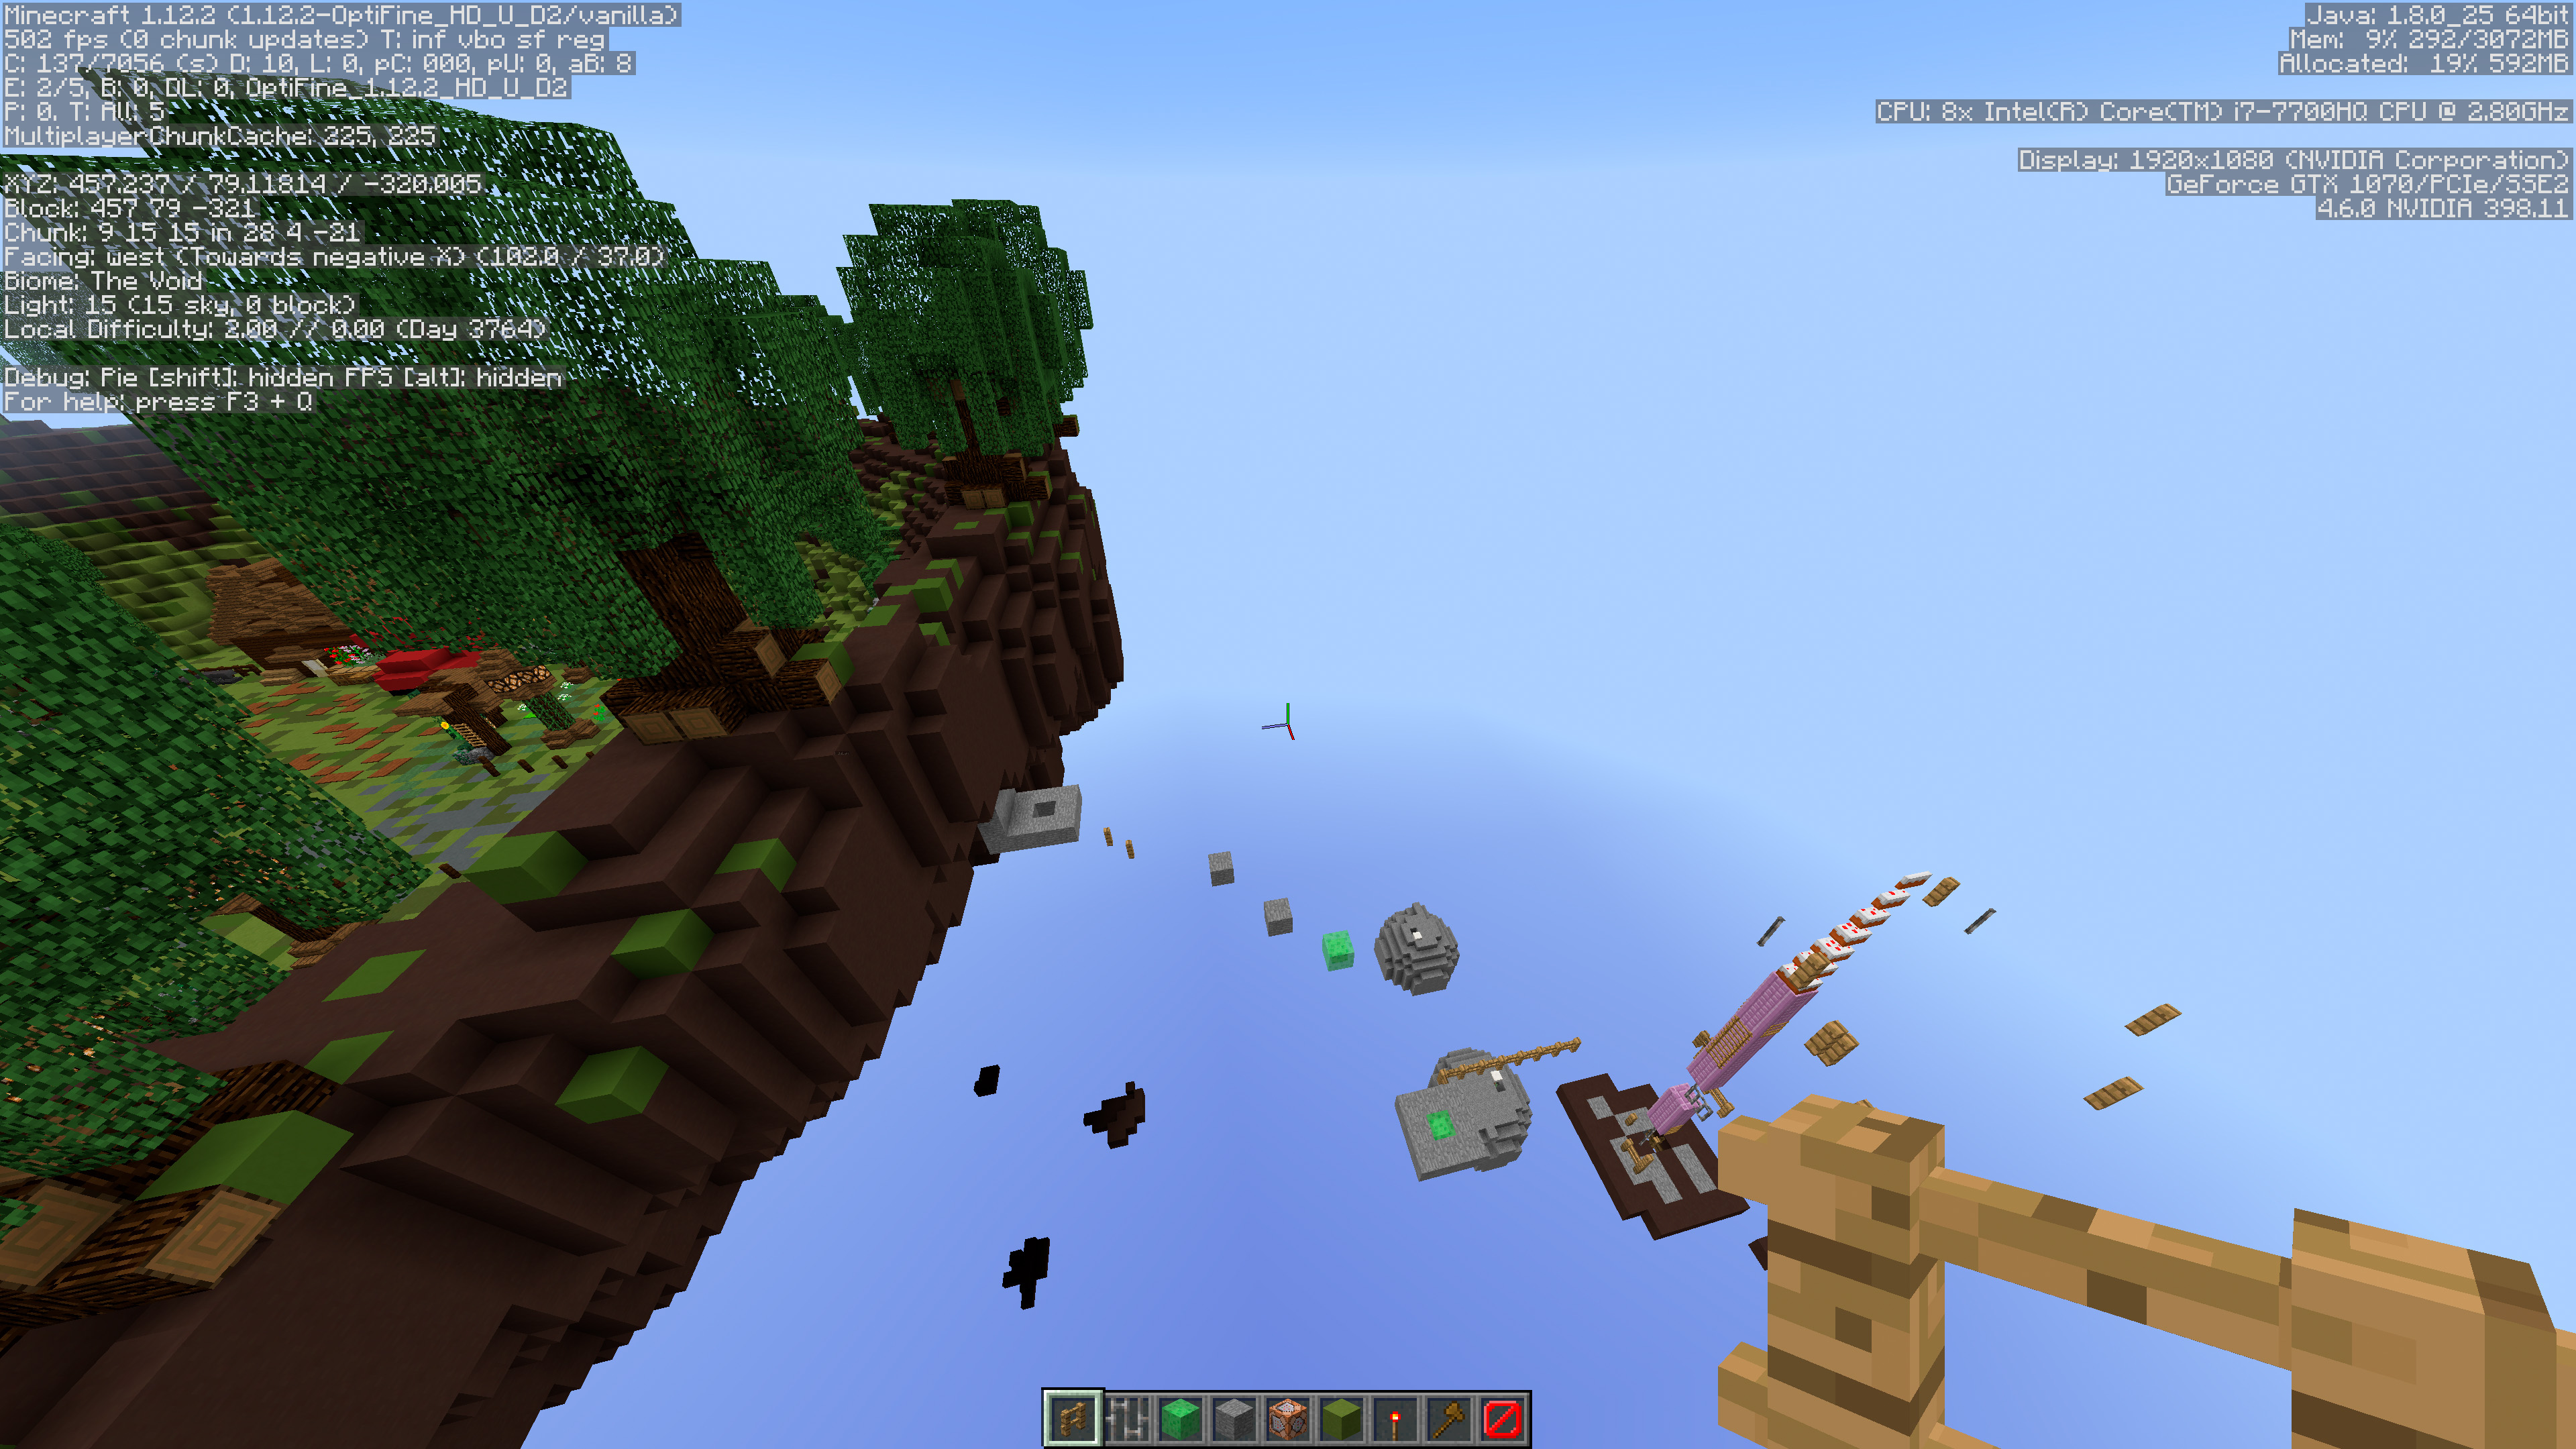 Minecraft 1.12.2 (1.12.2-OptiFine_HD_U_D2/vanilla)
502 fps (0 chunk updates) T: inf vbo sf reg
C: 137/7056 (s) D: 10, L: 0, pC: 000, pU: 0, aB: 8
E: 2/5, B: 0, DL: 0, OptiFine_1.12.2_HD_U_D2
P: 0, T: All: 5
MultiplayerChunkCache: 225, 225
XYZ: 457.237 / 79.11814 / -320.005
Block: 457 79 -321
Chunk: 9 15 15 in 28 4 -21
Facing: west (Towards negative X) (102.0 / 37.0)
Biome: The Void
Light: 15 (15 sky, 0 block)
Local Difficulty: 2.00 // 0.00 (Day 3764)
Debug: Pie [shift]: hidden FPS [alt]: hidden
For help: press F3 + Q
Java: 1.8.0_25 64bit
Mem: 9% 292/3072MB
Allocated: 19% 592MB
CPU: 8x Intel(R) Core(TM) i7-7700HQ CPU @ 2.80GHz
Display: 1920x1080 (NVIDIA Corporation)
GeForce GTX 1070/PCIe/SSE2
4.6.0 NVIDIA 398.11